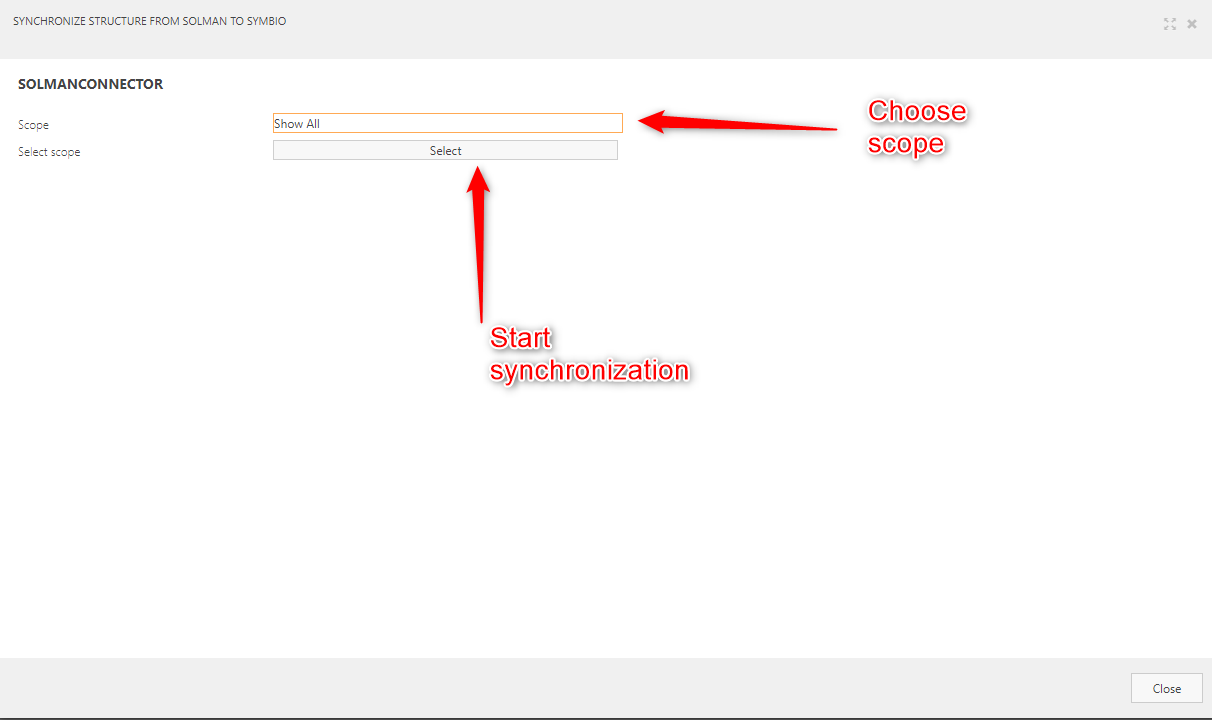 SYNCHRONIZE STRUCTURE FROM SOLMAN TO SYMBIO
SOLMANCONNECTOR
Scope
Show All
Choose
scope
Select scope
Select
Start
synchronization
Close